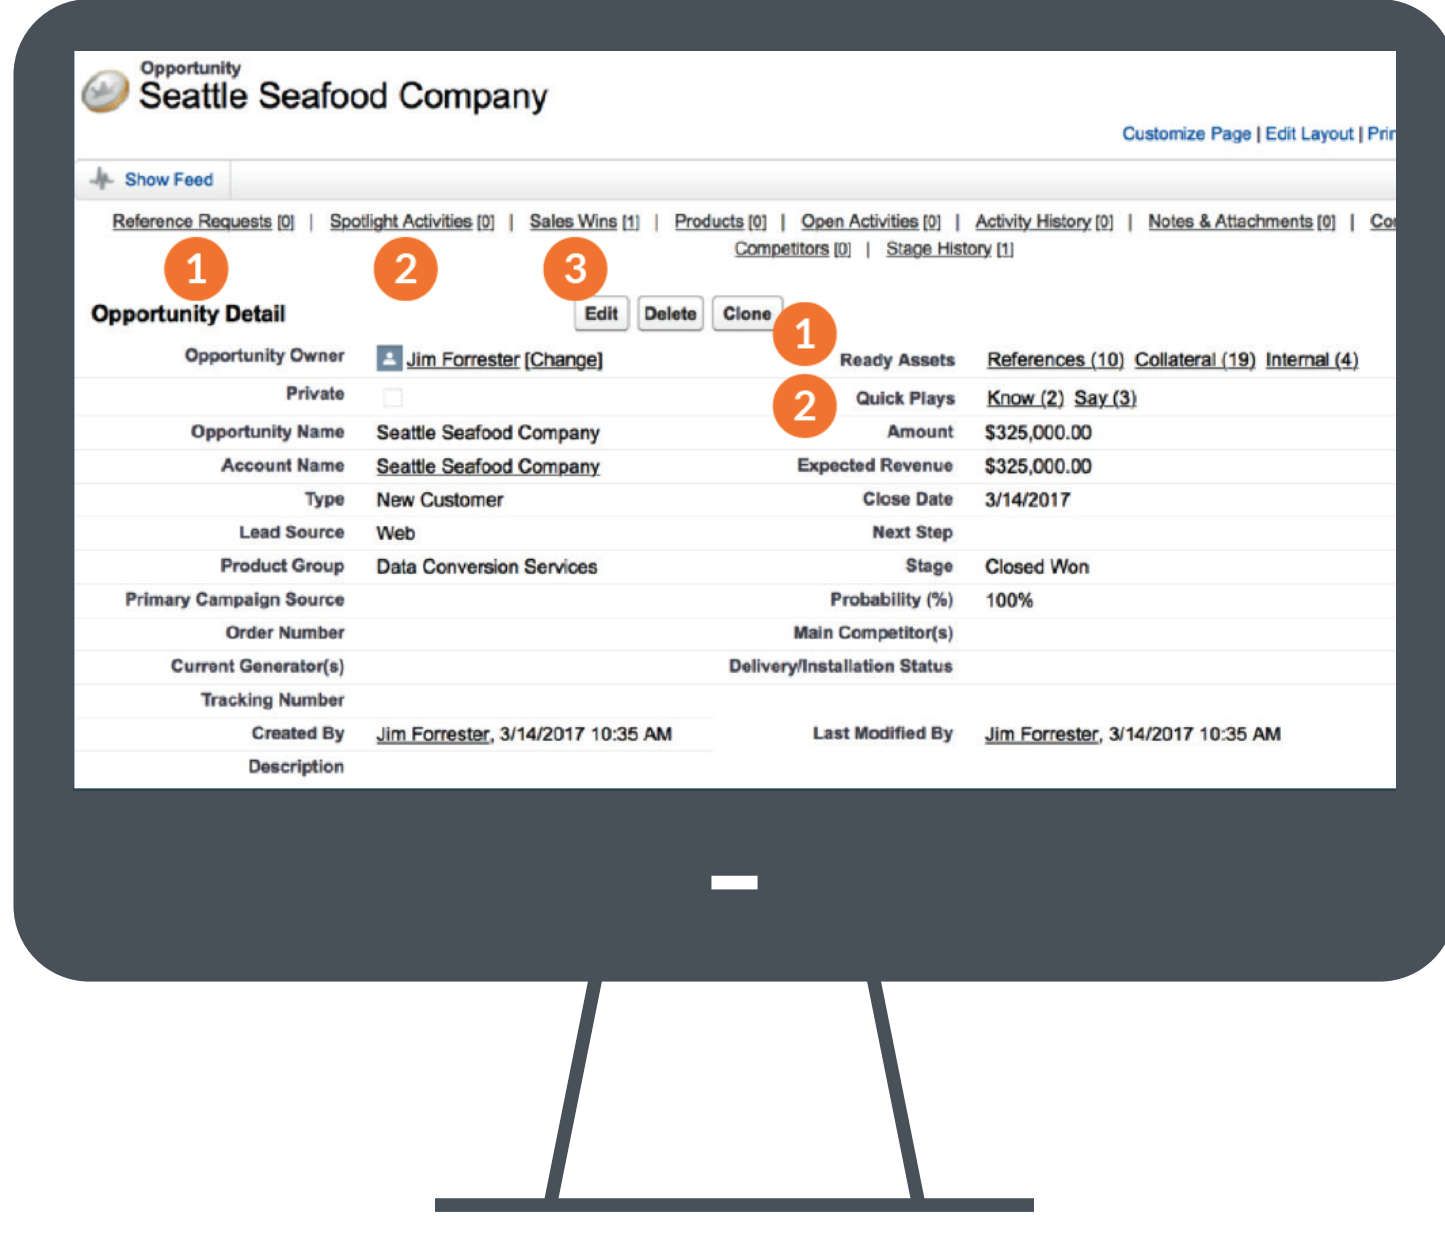 Opportunity
Seattle Seafood Company
Customize Page | Edit Layout |
Show Feed
Reference Requests [0] | Spotlight Activities [0] | Sales Wins [1] | Products [0] | Open Activities [0] | Activity History [0] | Notes & Attachments [0] |
Competitors [0] | Stage History [1]
1 2 3
Opportunity Detail Edit Delete Clone
1
Opportunity Owner Jim Forrester [Change] Ready Assets References (10) Collateral (19) Internal (4)
Private 2 Quick Plays Know (2) Say (3)
Opportunity Name Seattle Seafood Company Amount $325,000.00
Account Name Seattle Seafood Company Expected Revenue $325,000.00
Type New Customer Close Date 3/14/2017
Lead Source Web Next Step
Product Group Data Conversion Services Stage Closed Won
Primary Campaign Source Probability (%) 100%
Order Number Main Competitor(s)
Current Generator(s) Delivery/Installation Status
Tracking Number
Created By Jim Forrester, 3/14/2017 10:35 AM Last Modified By Jim Forrester, 3/14/2017 10:35 AM
Description